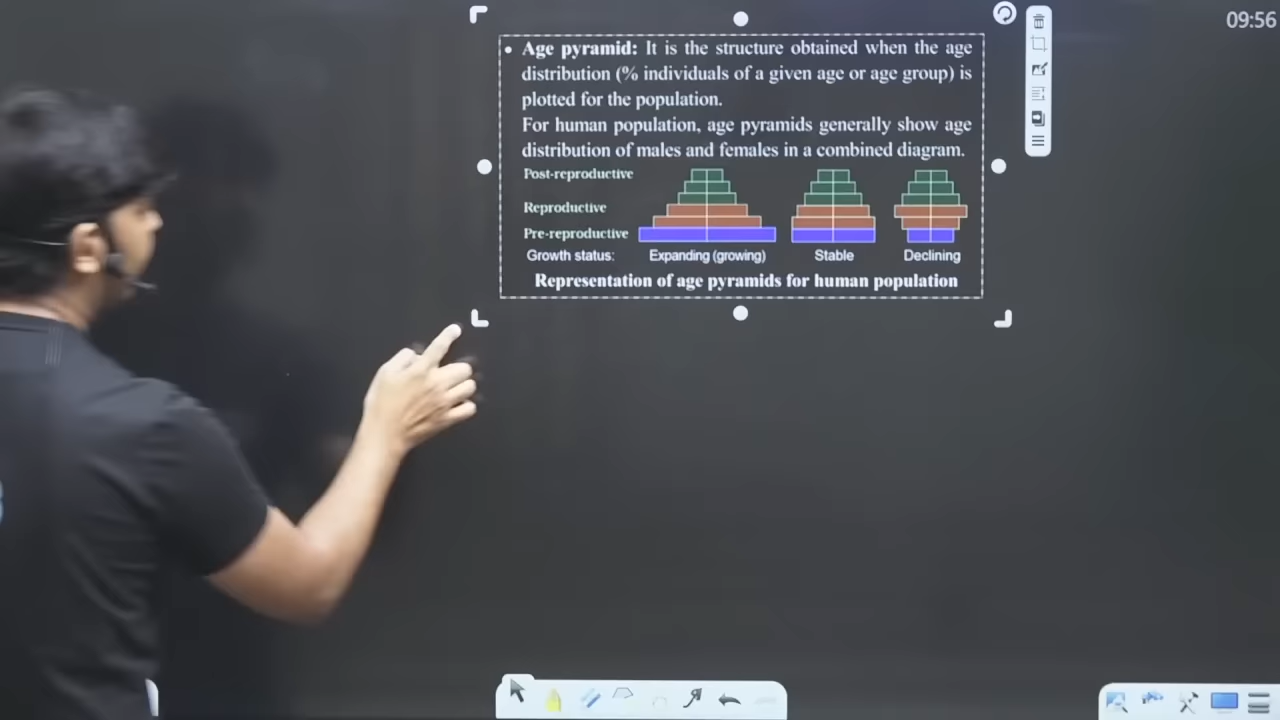 09:56
• Age pyramid: It is the structure obtained when the age
distribution (% individuals of a given age or age group) is
plotted for the population.
For human population, age pyramids generally show age
distribution of males and females in a combined diagram.
Post-reproductive
Reproductive
Pre-reproductive
Growth status: Expanding (growing) Stable Declining
Representation of age pyramids for human population